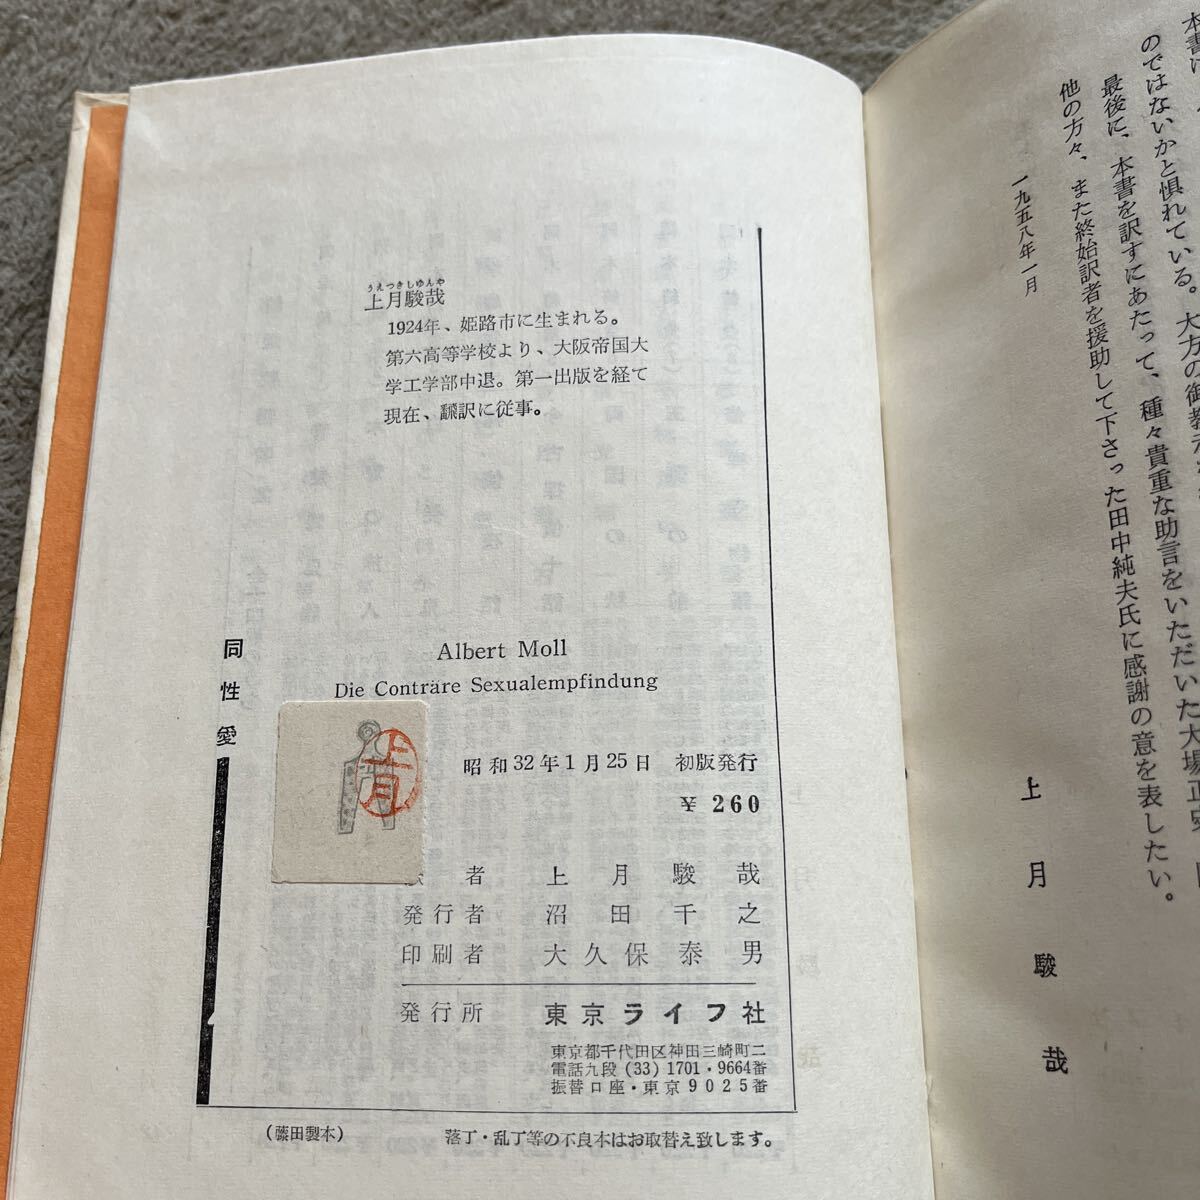 本書は
のではないかと惧れている。大方の御教示
最後に、本書を訳すにあたって、種々貴重な助言をいただいた大場正史
他の方々、また終始訳者を援助して下さった田中純夫氏に感謝の意を表したい。
一九五八年一月
上月駿哉
うえつきしゆんや
上月駿哉
1924年、姫路市に生まれる。
第六高等学校より、大阪帝国大
学工学部中退。第一出版を経て
現在、飜訳に従事。
同性愛
Albert Moll
Die Conträre Sexualempfindung
上月
昭和32年1月25日 初版発行
¥ 260
者 上月駿哉
発行者 沼田千之
印刷者 大久保泰男
発行所 東京ライフ社
東京都千代田区神田三崎町二
電話九段(33)1701・9664番
振替口座・東京9025番
(藤田製本)
落丁・乱丁等の不良本はお取替え致します。